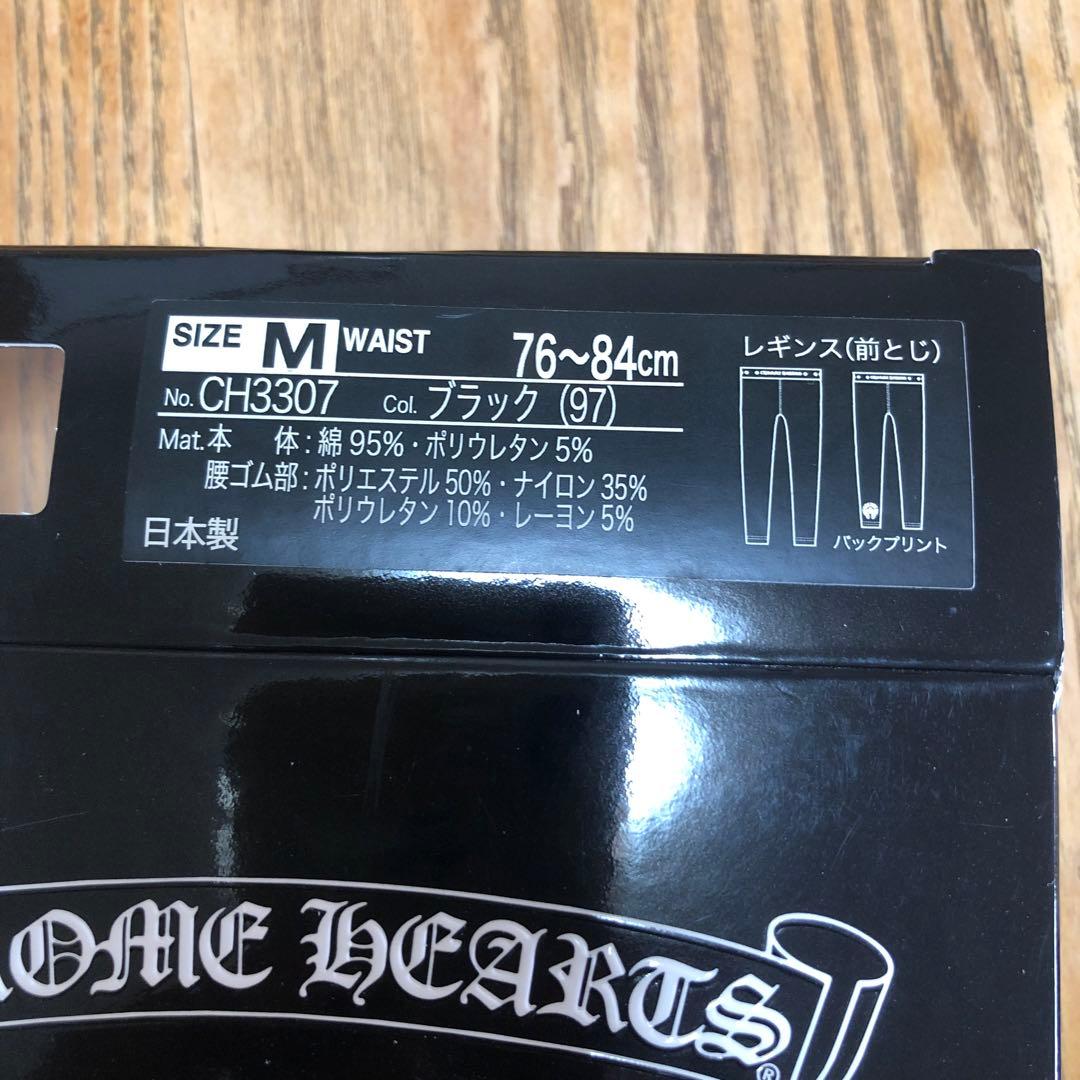 SIZE M WAIST 76〜84cm
No. CH3307 Col. ブラック (97)
Mat. 本 体 : 綿 95%・ポリウレタン 5%
腰ゴム部 : ポリエステル 50%・ナイロン 35%
ポリウレタン 10%・レーヨン 5%
日本製
レギンス(前とじ)
バックプリント
ROME HEARTS®